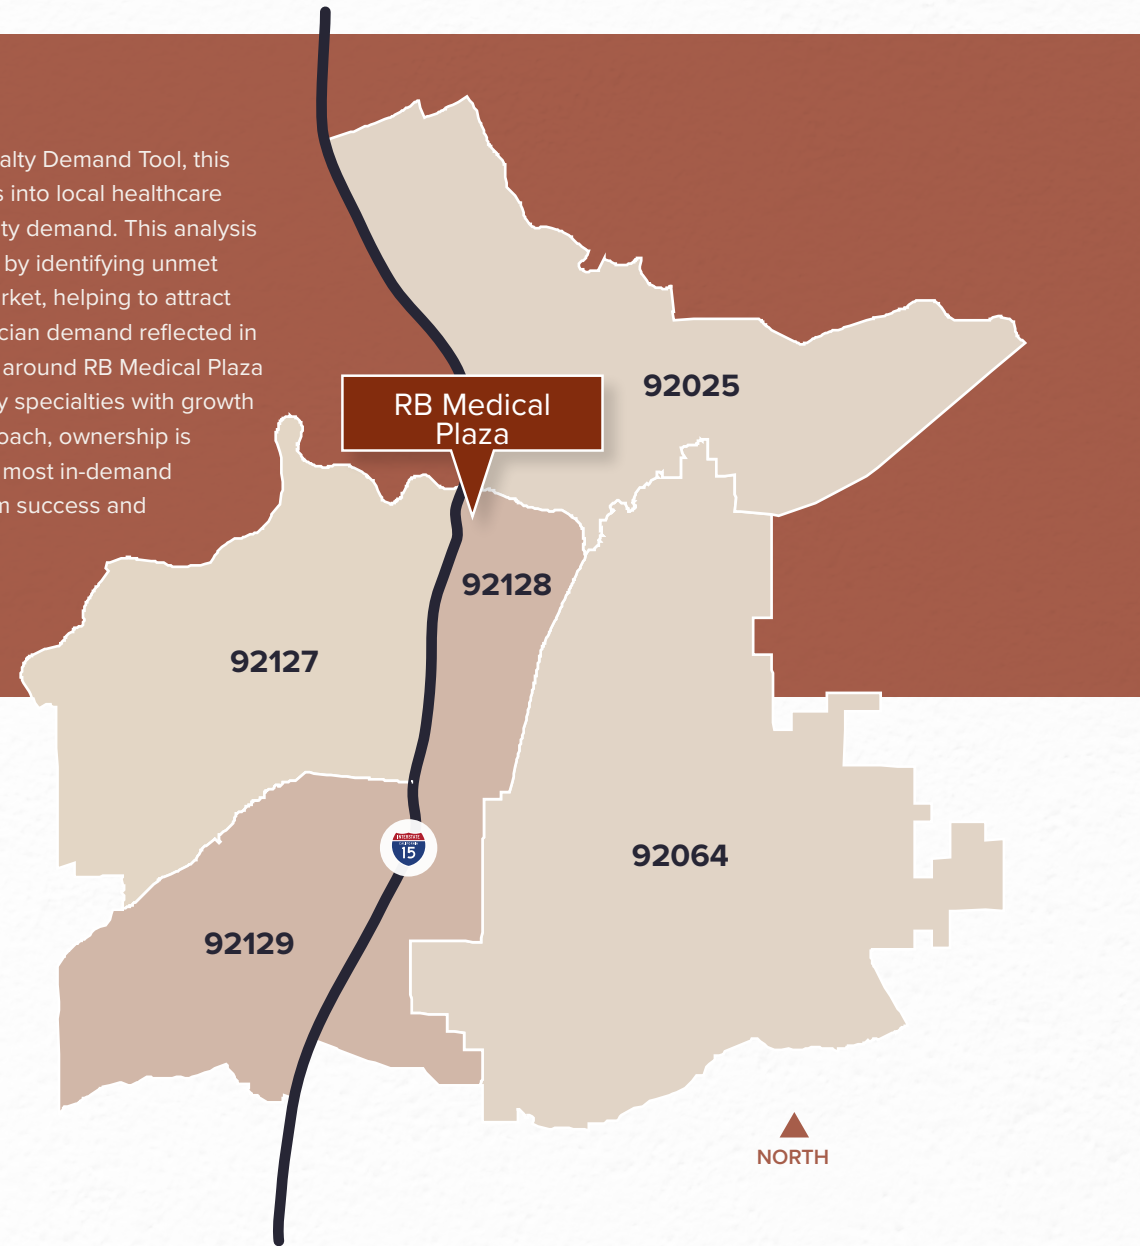 alty Demand Tool, this
s into local healthcare
ty demand. This analysis
by identifying unmet
rket, helping to attract
cian demand reflected in
around RB Medical Plaza
y specialties with growth
oach, ownership is
most in-demand
m success and
92025
RB Medical
Plaza
92128
92127
INTERSTATE
CALIFORNIA
15
92064
92129
NORTH